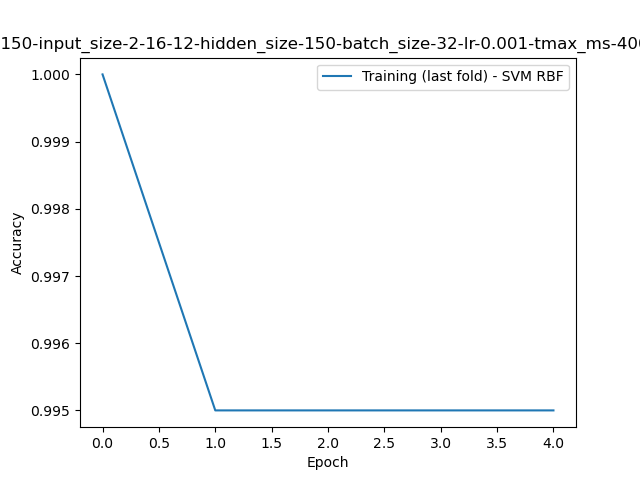 150-input_size-2-16-12-hidden_size-150-batch_size-32-lr-0.001-tmax_ms-400
Training (last fold) - SVM RBF
1.000
0.999
0.998
0.997
0.996
0.995
Accuracy
0.0 0.5 1.0 1.5 2.0 2.5 3.0 3.5 4.0
Epoch